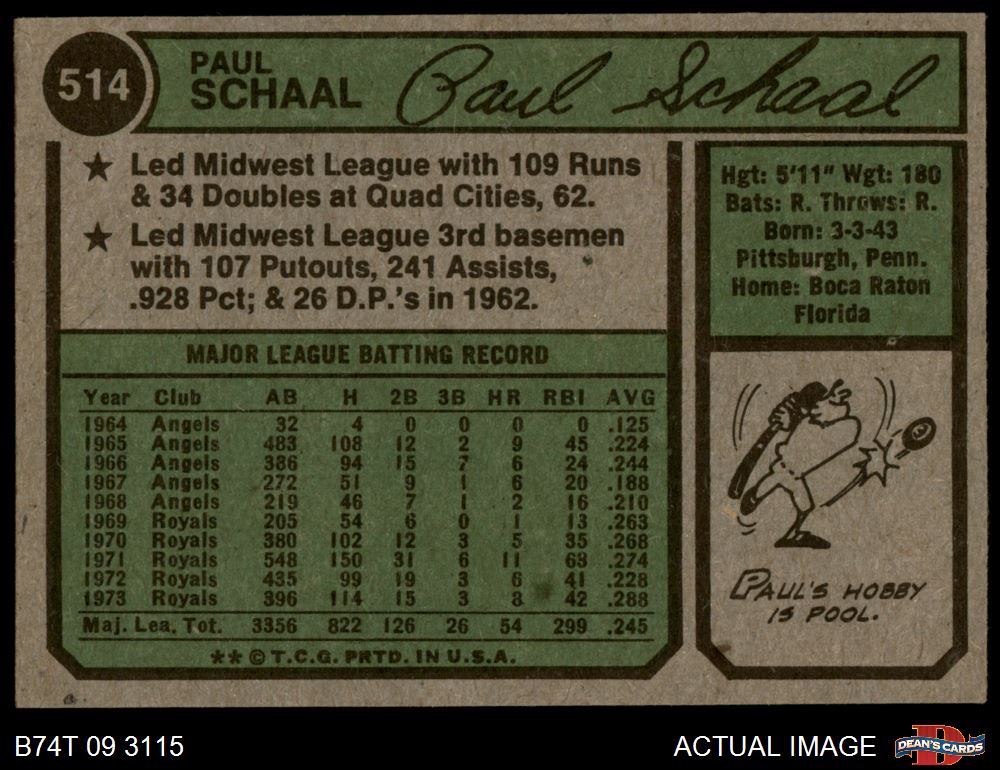 514
PAUL
SCHAAL
Paul Schaal
★ Led Midwest League with 109 Runs
& 34 Doubles at Quad Cities, 62.
★ Led Midwest League 3rd basemen
with 107 Putouts, 241 Assists,
.928 Pct; & 26 D.P.'s in 1962.
Hgt: 5'11" Wgt: 180
Bats: R. Throws: R.
Born: 3-3-43
Pittsburgh, Penn.
Home: Boca Raton
Florida
MAJOR LEAGUE BATTING RECORD
Year Club AB H 2B 3B HR RBI AVG
1964 Angels 32 4 0 0 0 0 .125
1965 Angels 483 108 12 2 9 45 .224
1966 Angels 386 94 15 7 6 24 .244
1967 Angels 272 51 9 1 6 20 .188
1968 Angels 219 46 7 1 2 16 .210
1969 Royals 205 54 6 0 1 13 .263
1970 Royals 380 102 12 3 5 35 .268
1971 Royals 548 150 31 6 11 63 .274
1972 Royals 435 99 19 3 6 41 .228
1973 Royals 396 114 15 3 8 42 .288
Maj. Lea. Tot. 3356 822 126 26 54 299 .245
**©T.C.G. PRTD. IN U.S.A.
8
PAUL'S HOBBY
IS POOL.
B74T 09 3115
ACTUAL IMAGE
D
DEAN'S CARDS